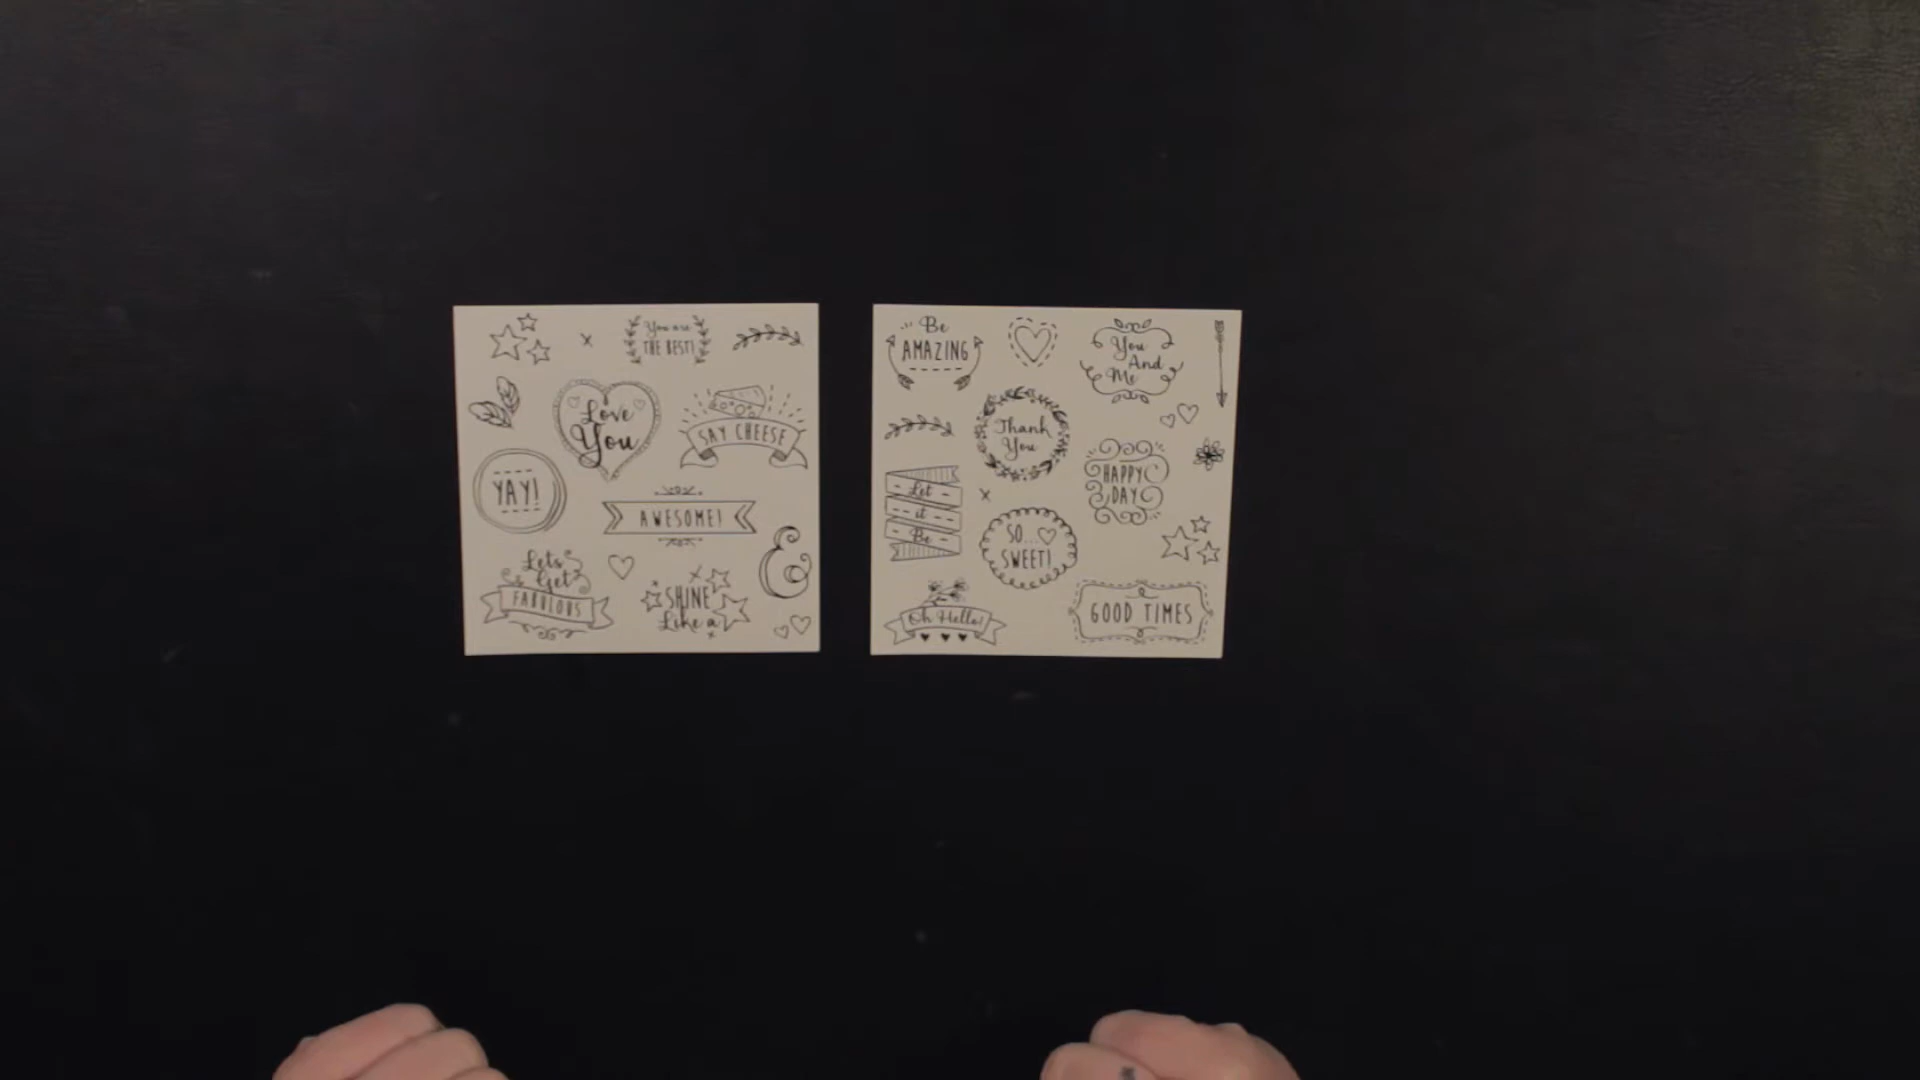 You are
THE BEST!
Love
You
SAY CHEESE
YAY!
AWESOME!
&
Lets
Get
FABULOUS
SHINE
Like a
Be
AMAZING
You
And
Me
Thank
You
HAPPY
DAY
Let
it
Be
SO...
SWEET!
Oh Hello!
GOOD TIMES